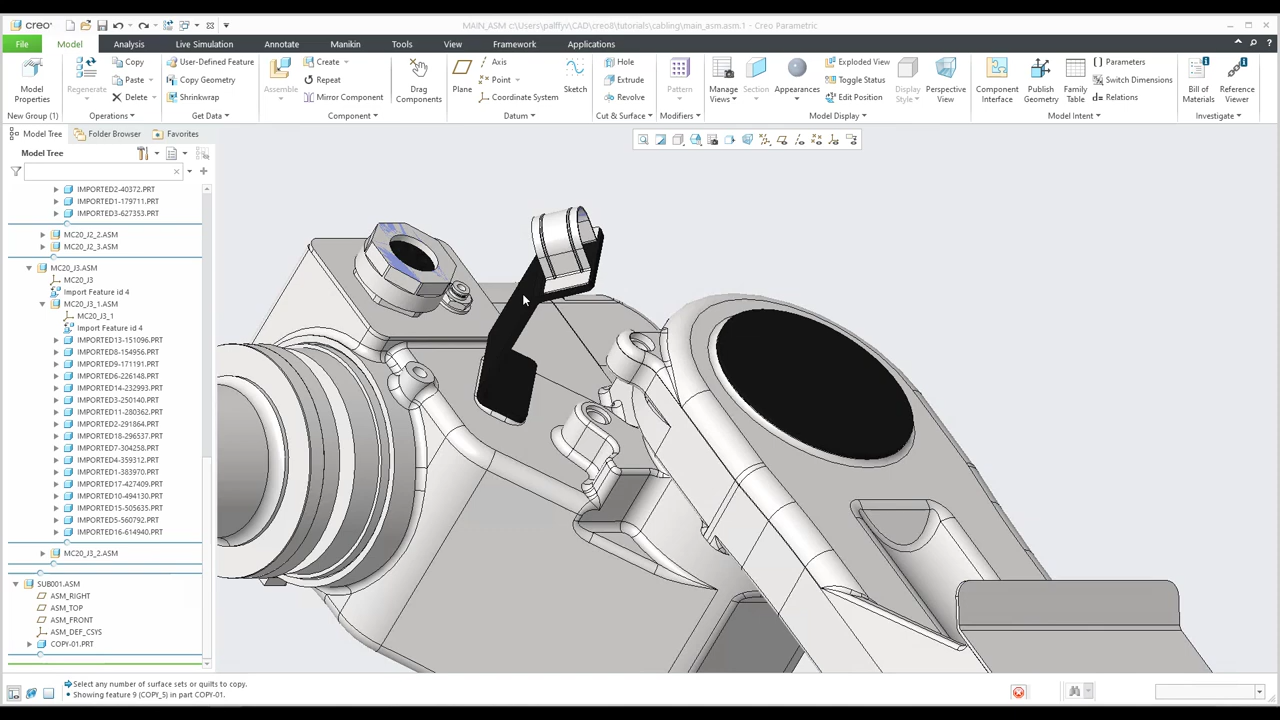 creo
MAIN_ASM c:\Users\palffyv\CAD\creo8\tutorials\cabling\main_asm.asm.1 - Creo Parametric
File
Model
Analysis
Live Simulation
Annotate
Manikin
Tools
View
Framework
Applications
Model Properties
New Group (1)
Regenerate
Copy
Paste
Delete
Operations
User-Defined Feature
Copy Geometry
Shrinkwrap
Get Data
Assemble
Create
Repeat
Mirror Component
Drag Components
Component
Plane
Axis
Point
Coordinate System
Sketch
Datum
Hole
Extrude
Revolve
Cut & Surface
Pattern
Modifiers
Manage Views
Section
Appearances
Exploded View
Toggle Status
Edit Position
Display Style
Perspective View
Model Display
Component Interface
Publish Geometry
Family Table
Parameters
Switch Dimensions
Relations
Model Intent
Bill of Materials
Reference Viewer
Investigate
Model Tree
Folder Browser
Favorites
Model Tree
IMPORTED2-40372.PRT
IMPORTED1-179711.PRT
IMPORTED3-627353.PRT
MC20_J2_2.ASM
MC20_J2_3.ASM
MC20_J3.ASM
MC20_J3
Import Feature id 4
MC20_J3_1.ASM
MC20_J3_1
Import Feature id 4
IMPORTED13-151096.PRT
IMPORTED8-154956.PRT
IMPORTED9-171191.PRT
IMPORTED6-226148.PRT
IMPORTED14-232993.PRT
IMPORTED3-250140.PRT
IMPORTED11-280362.PRT
IMPORTED2-291864.PRT
IMPORTED18-296537.PRT
IMPORTED7-304258.PRT
IMPORTED4-359312.PRT
IMPORTED1-383970.PRT
IMPORTED17-427409.PRT
IMPORTED10-494130.PRT
IMPORTED15-505635.PRT
IMPORTED5-560792.PRT
IMPORTED16-614940.PRT
MC20_J3_2.ASM
SUB001.ASM
ASM_RIGHT
ASM_TOP
ASM_FRONT
ASM_DEF_CSYS
COPY-01.PRT
Select any number of surface sets or quilts to copy.
Showing feature 9 (COPY_5) in part COPY-01.